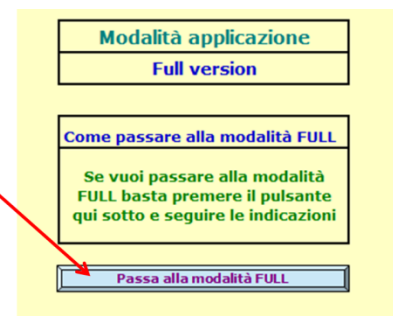 Modalità applicazione
Full version
Come passare alla modalità FULL
Se vuoi passare alla modalità
FULL basta premere il pulsante
qui sotto e seguire le indicazioni
Passa alla modalità FULL